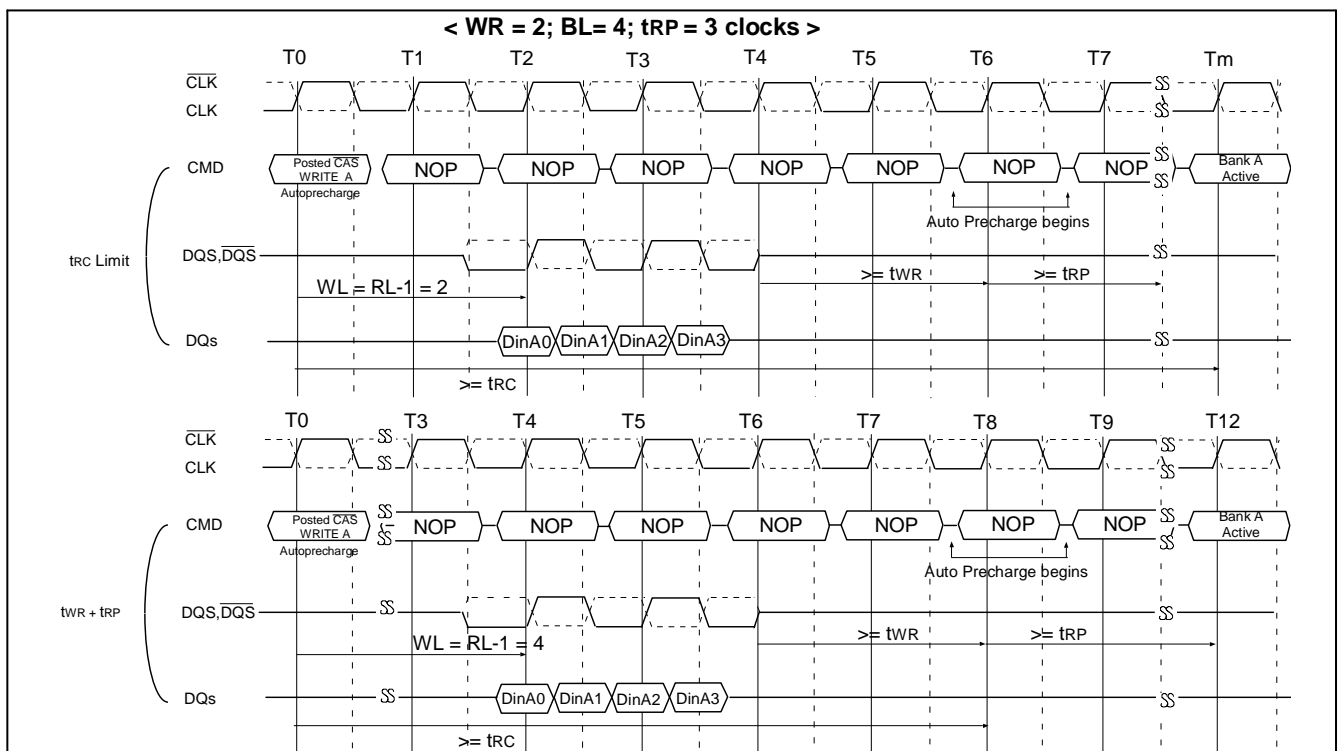 < WR = 2; BL= 4; tRP = 3 clocks >
T0 T1 T2 T3 T4 T5 T6 T7 Tm
CLK
CLK
CMD Posted CAS NOP NOP NOP NOP NOP NOP NOP Bank A
WRITE A Active
Autoprecharge
Auto Precharge begins
tRC Limit
DQS,DQS
>= tWR >= tRP
WL = RL-1 = 2
DQs DinA0 DinA1 DinA2 DinA3
>= tRC
T0 T3 T4 T5 T6 T7 T8 T9 T12
CLK
CLK
CMD Posted CAS NOP NOP NOP NOP NOP NOP NOP Bank A
WRITE A Active
Autoprecharge
Auto Precharge begins
tWR + tRP
DQS,DQS
>= tWR >= tRP
WL = RL-1 = 4
DQs DinA0 DinA1 DinA2 DinA3
>= tRC